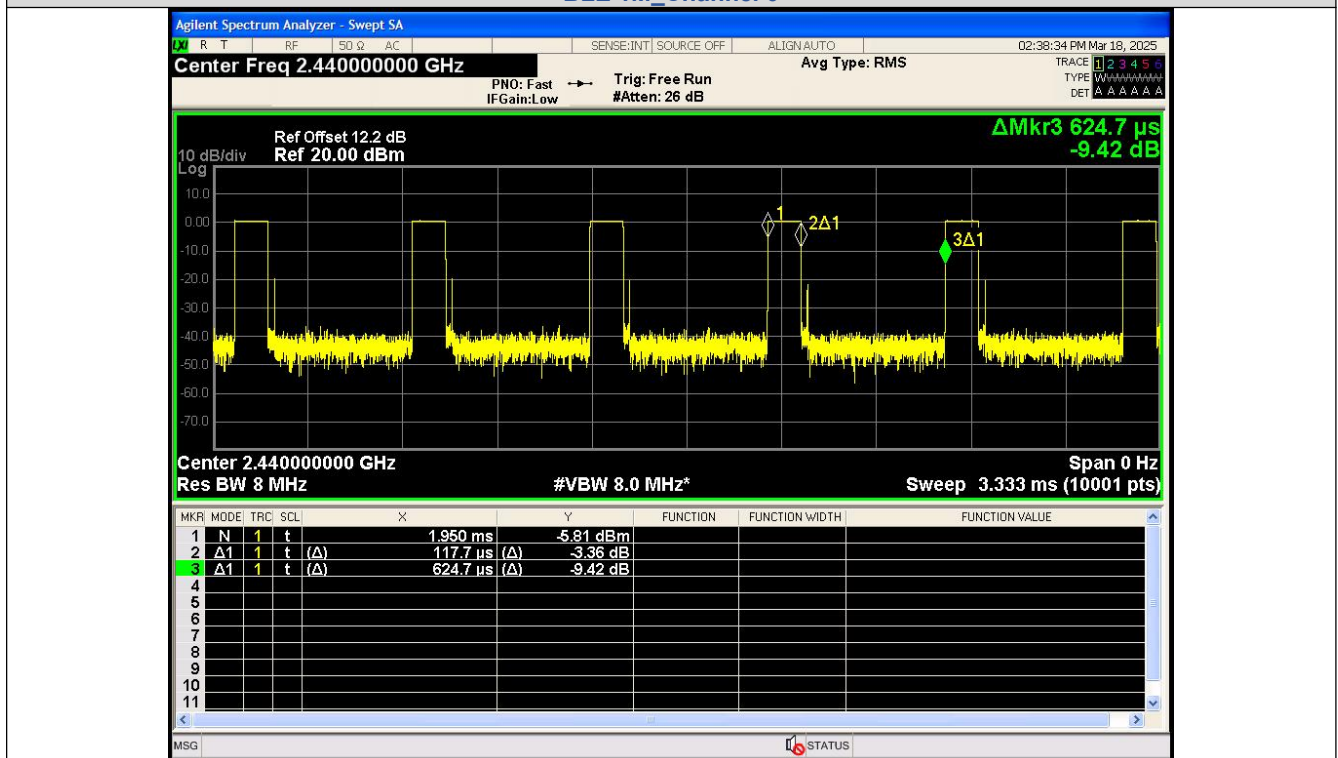 Agilent Spectrum Analyzer - Swept SA
LXI R T RF 50 Ω AC SENSE:INT SOURCE OFF ALIGN AUTO 02:38:34 PM Mar 18, 2025
Center Freq 2.440000000 GHz Avg Type: RMS TRACE 1 2 3 4 5 6
PNO: Fast Trig: Free Run TYPE WWWWWW
IFGain:Low #Atten: 26 dB DET A A A A A A
ΔMkr3 624.7 µs
Ref Offset 12.2 dB
10 dB/div Ref 20.00 dBm -9.42 dB
Log
10.0
0.00
-10.0
-20.0
-30.0
-40.0
-50.0
-60.0
-70.0
1
2Δ1
3Δ1
Center 2.440000000 GHz Span 0 Hz
Res BW 8 MHz #VBW 8.0 MHz* Sweep 3.333 ms (10001 pts)
MKR MODE TRC SCL X Y FUNCTION FUNCTION WIDTH FUNCTION VALUE
1 N 1 t 1.950 ms -5.81 dBm
2 Δ1 1 t (Δ) 117.7 µs (Δ) -3.36 dB
3 Δ1 1 t (Δ) 624.7 µs (Δ) -9.42 dB
4
5
6
7
8
9
10
11
MSG STATUS